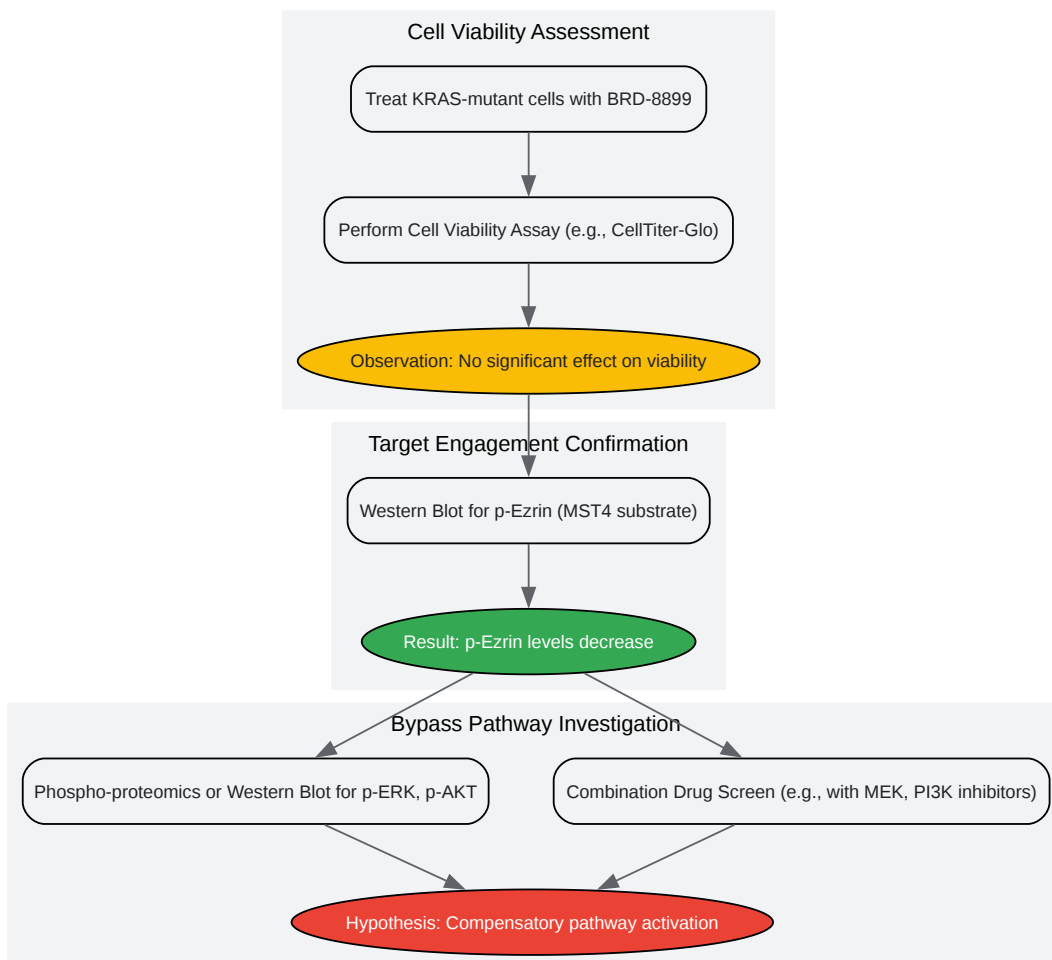 Cell Viability Assessment
Treat KRAS-mutant cells with BRD-8899
Perform Cell Viability Assay (e.g., CellTiter-Glo)
Observation: No significant effect on viability
Target Engagement Confirmation
Western Blot for p-Ezrin (MST4 substrate)
Result: p-Ezrin levels decrease
Bypass Pathway Investigation
Phospho-proteomics or Western Blot for p-ERK, p-AKT
Combination Drug Screen (e.g., with MEK, PI3K inhibitors)
Hypothesis: Compensatory pathway activation